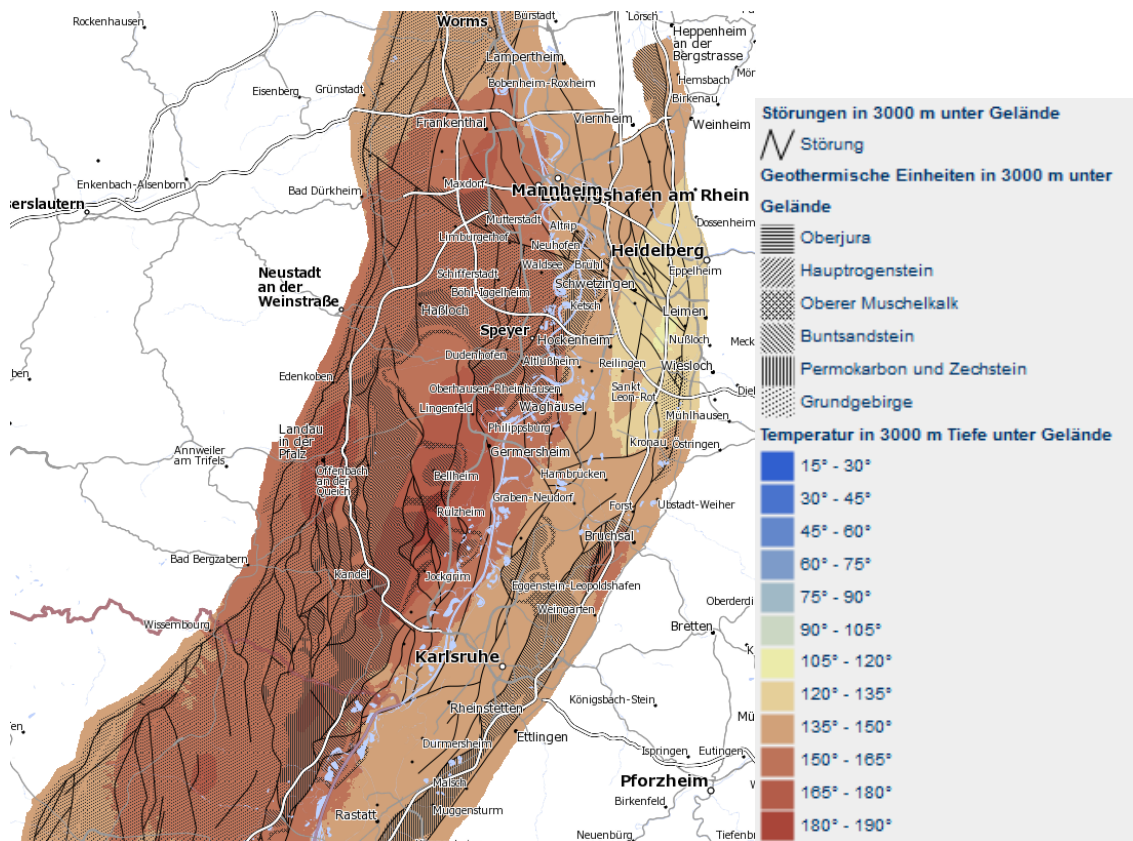 Rockenhausen
Worms
Bürstadt
Lorsch
Heppenheim
an der
Bergstrasse
Lampertheim
Eisenberg
Grünstadt
Bobenheim-Roxheim
Hemsbach
Birkenau
Frankenthal
Viernheim
Weinheim
Enkenbach-Alsenborn
Bad Dürkheim
Maxdorf
Mannheim
Ludwigshafen am Rhein
serslautern
Mutterstadt
Altrip
Dossenheim
Limburgerhof
Neuhofen
Heidelberg
Neustadt
an der
Weinstraße
Schifferstadt
Waldsee
Brühl
Eppelheim
Böhl-Iggelheim
Schwetzingen
Haßloch
Ketsch
Leimen
Speyer
Hockenheim
Nußloch
Meck
Dudenhofen
Altlußheim
Reilingen
Wiesloch
Edenkoben
Oberhausen-Rheinhausen
Sankt
Leon-Rot
Diel
Lingenfeld
Waghäusel
Mühlhausen
Landau
in der
Pfalz
Philippsburg
Annweiler
am Trifels
Germersheim
Kronau
Östringen
Offenbach
an der
Queich
Bellheim
Hambrücken
Graben-Neudorf
Rülzheim
Forst
Ubstadt-Weiher
Bad Bergzabern
Bruchsal
Kandel
Jockgrim
Eggenstein-Leopoldshafen
Oberderdi
Weingarten
Wissembourg
Bretten
Karlsruhe
Königsbach-Stein
Rheinstetten
Mü
Ettlingen
Durmersheim
Ispringen
Eutingen
Malsch
Pforzheim
Muggensturm
Birkenfeld
Rastatt
Neuenbürg
Tiefenbr
Störungen in 3000 m unter Gelände
Störung
Geothermische Einheiten in 3000 m unter
Gelände
Oberjura
Hauptrogenstein
Oberer Muschelkalk
Buntsandstein
Permokarbon und Zechstein
Grundgebirge
Temperatur in 3000 m Tiefe unter Gelände
15° - 30°
30° - 45°
45° - 60°
60° - 75°
75° - 90°
90° - 105°
105° - 120°
120° - 135°
135° - 150°
150° - 165°
165° - 180°
180° - 190°